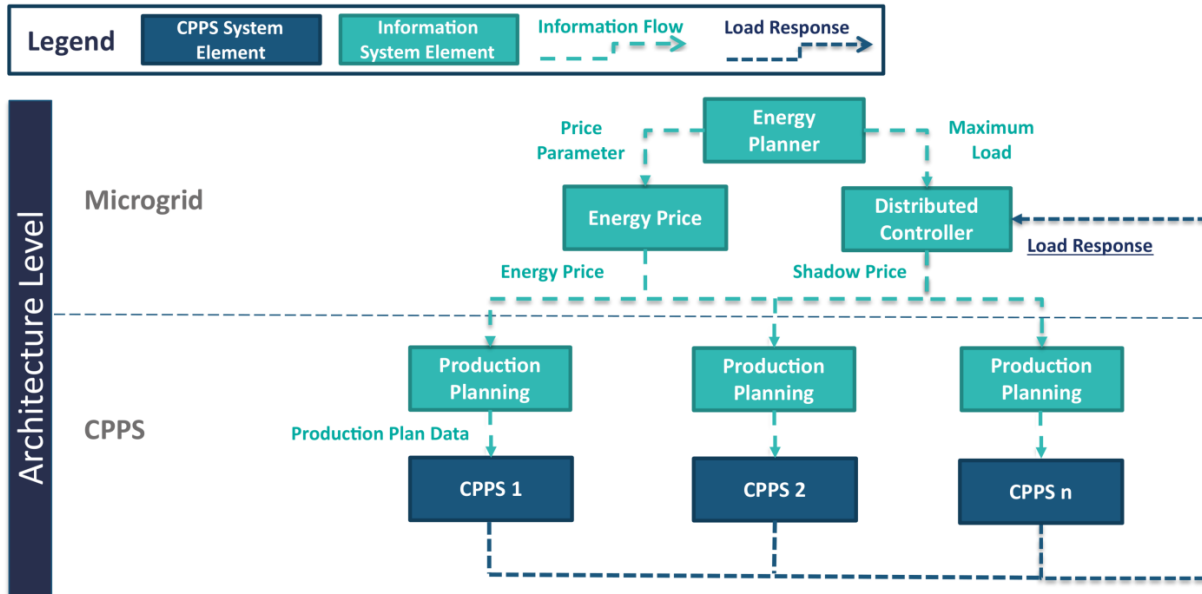 Legend
CPPS System
Element
Information
System Element
Information Flow
Load Response
Architecture Level
Microgrid
Energy
Planner
Price
Parameter
Maximum
Load
Energy Price
Distributed
Controller
Load Response
Energy Price
Shadow Price
CPPS
Production
Planning
Production
Planning
Production
Planning
Production Plan Data
CPPS 1
CPPS 2
CPPS n